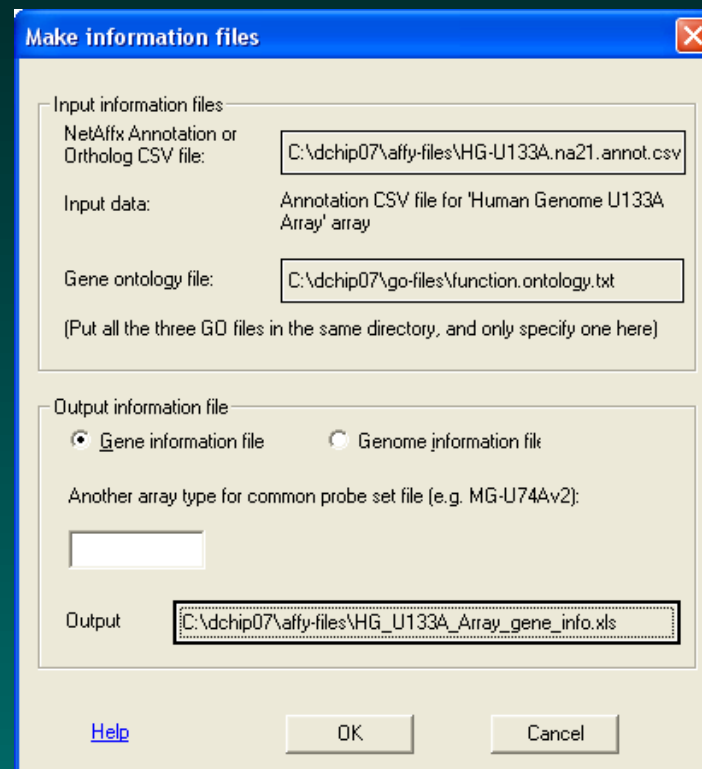 Make information files
Input information files
NetAffx Annotation or
Ortholog CSV file:
C:\dchip07\affy-files\HG-U133A.na21.annot.csv
Input data:
Annotation CSV file for 'Human Genome U133A
Array' array
Gene ontology file:
C:\dchip07\go-files\function.ontology.txt
(Put all the three GO files in the same directory, and only specify one here)
Output information file
Gene information file
Genome information file
Another array type for common probe set file (e.g. MG-U74Av2):
Output
C:\dchip07\affy-files\HG_U133A_Array_gene_info.xls
Help
OK
Cancel